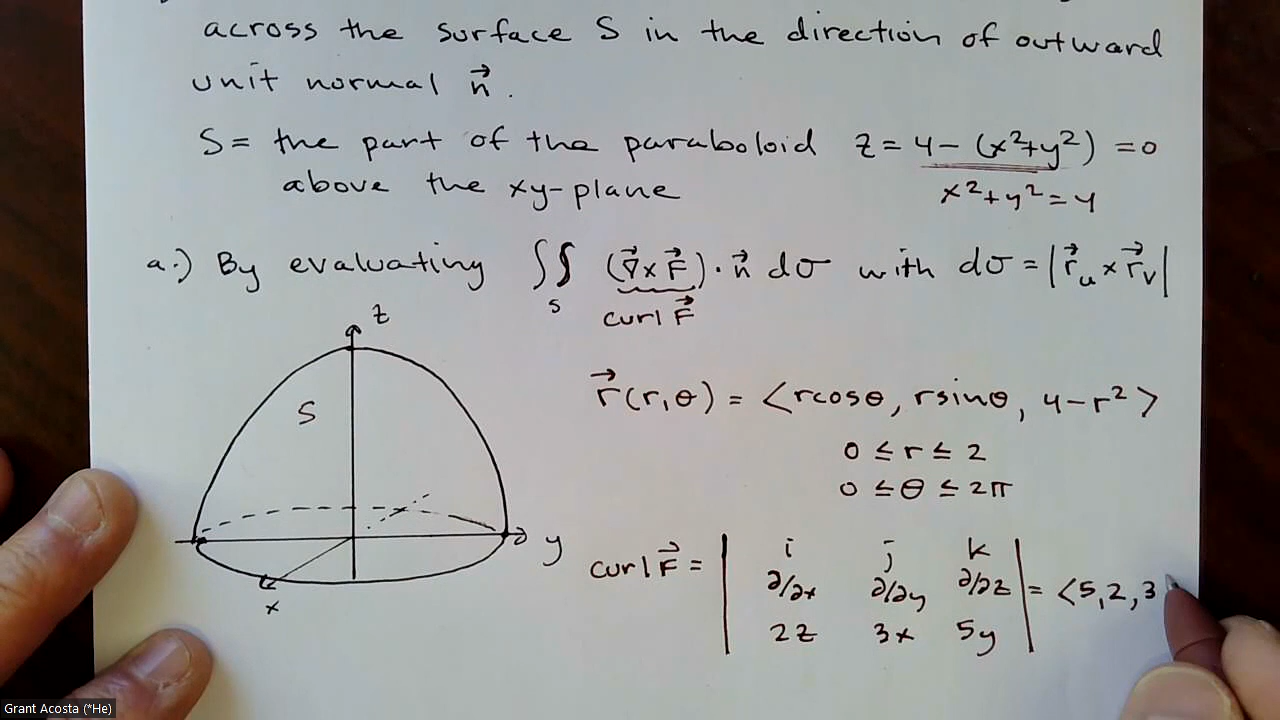 across the surface S in the direction of outward
unit normal n⃗.
S = the part of the paraboloid z = 4 - (x²+y²) = 0
above the xy-plane
x²+y² = 4
a.) By evaluating ∬_S (∇⃗ × F⃗) · n⃗ dσ with dσ = |r⃗_u × r⃗_v|
curl F⃗
z
S
y
x
r⃗(r,θ) = <rcosθ, rsinθ, 4-r²>
0 ≤ r ≤ 2
0 ≤ θ ≤ 2π
curl F⃗ = | i j k
∂/∂x ∂/∂y ∂/∂z | = <5,2,3
2z 3x 5y
Grant Acosta (*He)